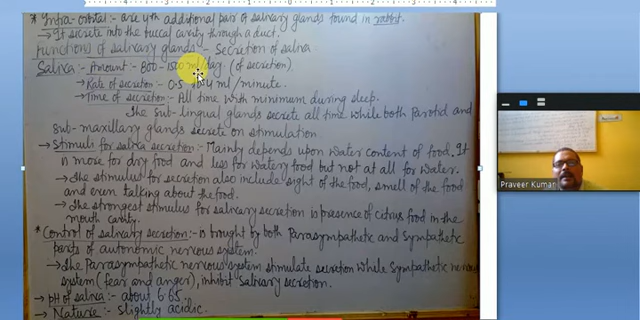 * Infra-orbital:- are 4th additional pair of salivary glands found in rabbit.
- It secrete into the buccal cavity through a duct.
Functions of salivary glands - Secretion of saliva
Saliva:- Amount:- 800-1500 ml/day (of secretion)
→ Rate of secretion:- 0.5 ml/minute.
→ Time of secretion:- All time with minimum during sleep.
The sub-lingual glands secrete all time while both Parotid and
sub-maxillary glands secrete on stimulation
→ Stimuli for saliva secretion:- Mainly depends upon water content of food. It
is more for dry food and less for watery food but not at all for water.
→ The stimulus for secretion also include sight of the food, smell of the food
and even talking about the food.
→ The strongest stimulus for salivary secretion is presence of citrus food in the
mouth cavity.
* Control of salivary secretion:- is brought by both Parasympathetic and Sympathetic
parts of autonomic nervous system.
→ The Parasympathetic nervous system stimulate secretion while Sympathetic nervous
system (fear and anger), inhibit salivary secretion.
→ pH of saliva:- about 6.65.
→ Nature:- slightly acidic.
Praveer Kumar